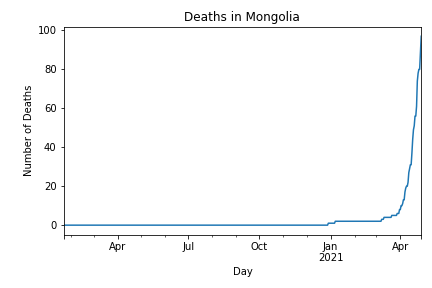 Deaths in Mongolia
100
80
60
40
20
0
Number of Deaths
Apr
Jul
Oct
Jan
2021
Apr
Day